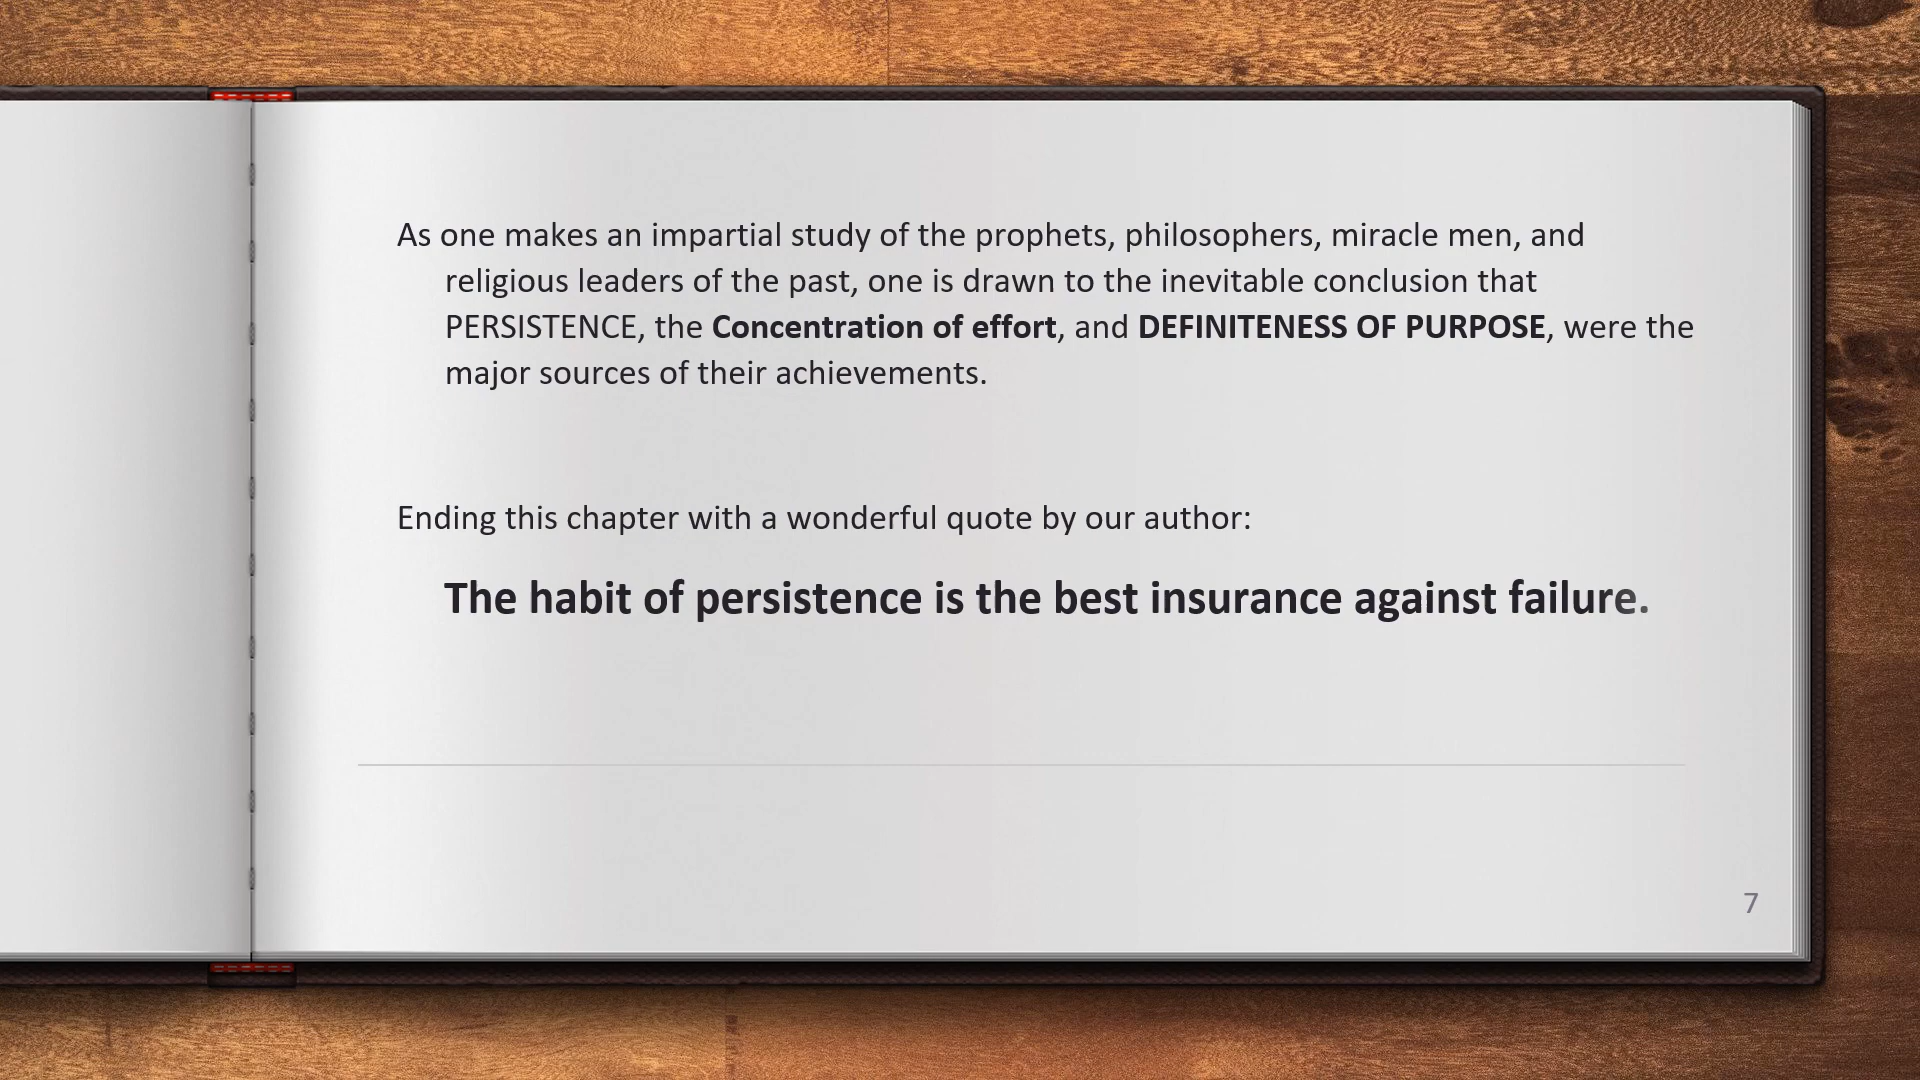 As one makes an impartial study of the prophets, philosophers, miracle men, and
religious leaders of the past, one is drawn to the inevitable conclusion that
PERSISTENCE, the Concentration of effort, and DEFINITENESS OF PURPOSE, were the
major sources of their achievements.
Ending this chapter with a wonderful quote by our author:
The habit of persistence is the best insurance against failure.
7